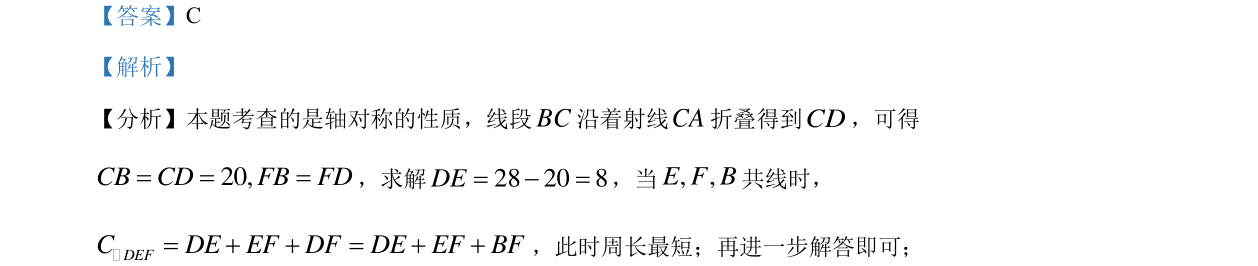 【答案】C
【解析】
【分析】本题考查的是轴对称的性质，线段BC沿着射线CA折叠得到CD，可得
CB = CD = 20, FB = FD，求解DE = 28 − 20 = 8，当E, F, B共线时，
C_{□DEF} = DE + EF + DF = DE + EF + BF，此时周长最短；再进一步解答即可；